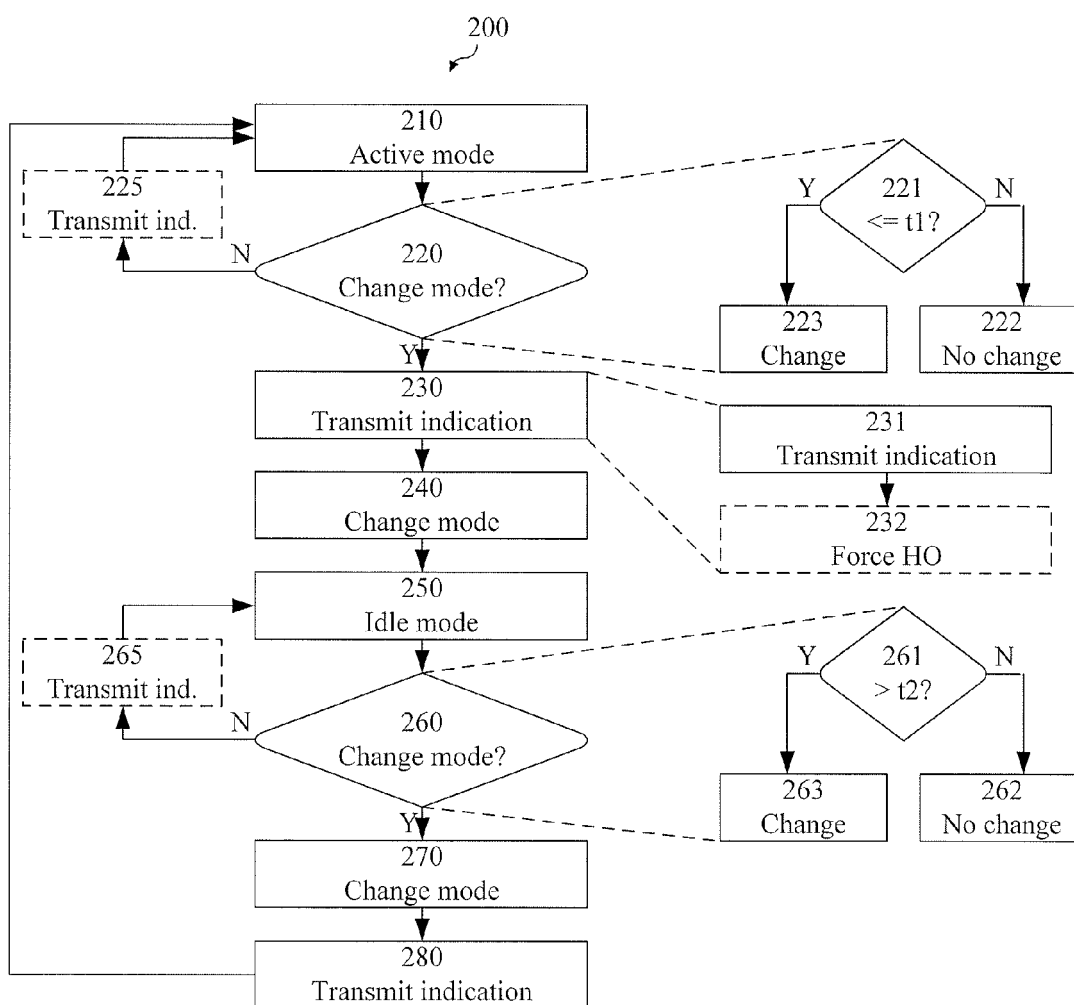 200
210
Active mode
225
Transmit ind.
N
220
Change mode?
Y
Y
221
<= t1?
N
223
Change
222
No change
230
Transmit indication
231
Transmit indication
232
Force HO
240
Change mode
250
Idle mode
265
Transmit ind.
N
260
Change mode?
Y
Y
261
> t2?
N
263
Change
262
No change
270
Change mode
280
Transmit indication